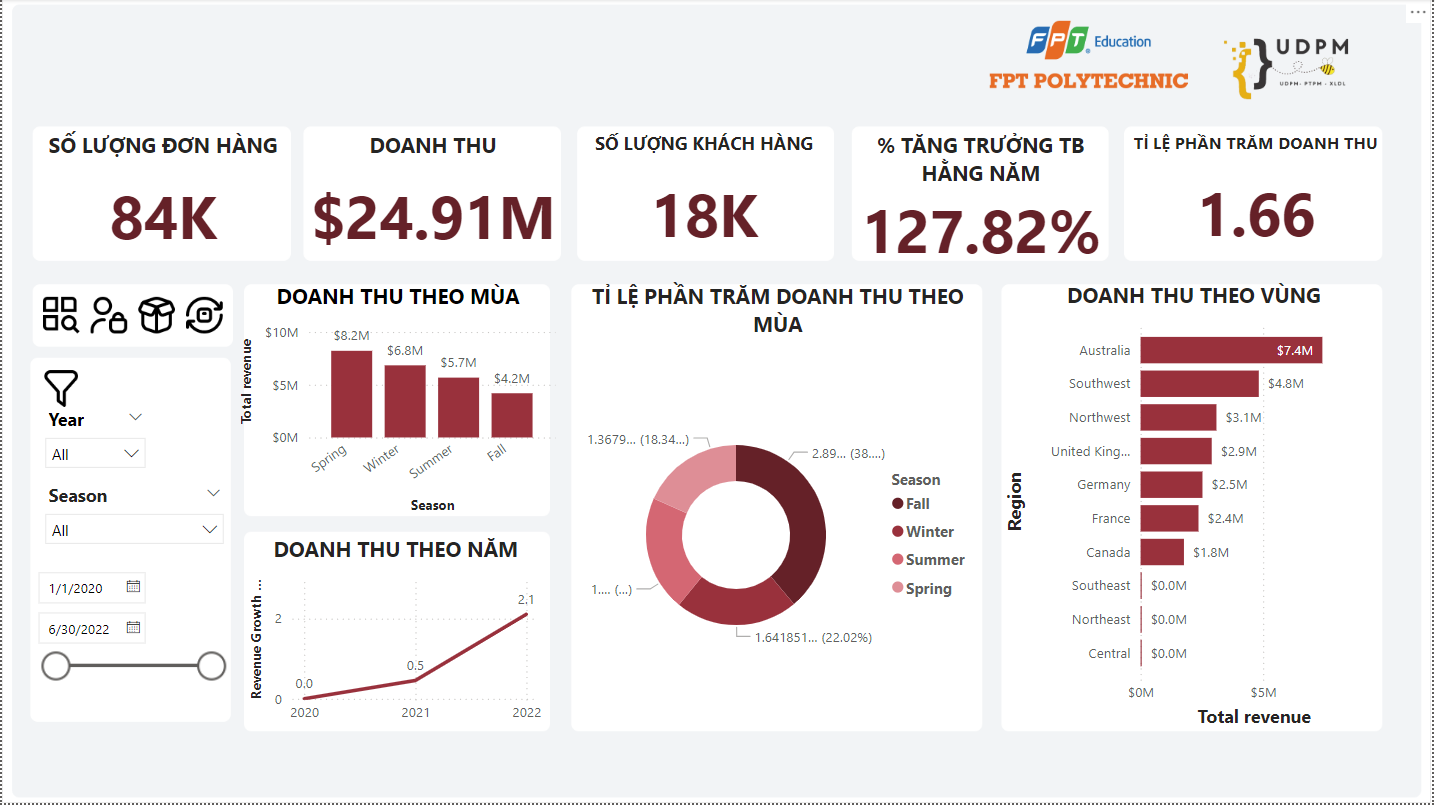 FPT Education
FPT POLYTECHNIC
UDPM
UDPM- PTPM - XLDL
SỐ LƯỢNG ĐƠN HÀNG
84K
DOANH THU
$24.91M
SỐ LƯỢNG KHÁCH HÀNG
18K
% TĂNG TRƯỞNG TB
HẰNG NĂM
127.82%
TỈ LỆ PHẦN TRĂM DOANH THU
1.66
Year
All
Season
All
1/1/2020
6/30/2022
DOANH THU THEO MÙA
Total revenue
$10M
$5M
$0M
$8.2M
$6.8M
$5.7M
$4.2M
Spring
Winter
Summer
Fall
Season
DOANH THU THEO NĂM
Revenue Growth ...
2
0
0.0
0.5
2.1
2020
2021
2022
TỈ LỆ PHẦN TRĂM DOANH THU THEO
MÙA
1.3679... (18.34...)
2.89... (38....)
1.... (...)
1.641851... (22.02%)
Season
Fall
Winter
Summer
Spring
DOANH THU THEO VÙNG
Region
Australia $7.4M
Southwest $4.8M
Northwest $3.1M
United King... $2.9M
Germany $2.5M
France $2.4M
Canada $1.8M
Southeast $0.0M
Northeast $0.0M
Central $0.0M
$0M $5M
Total revenue